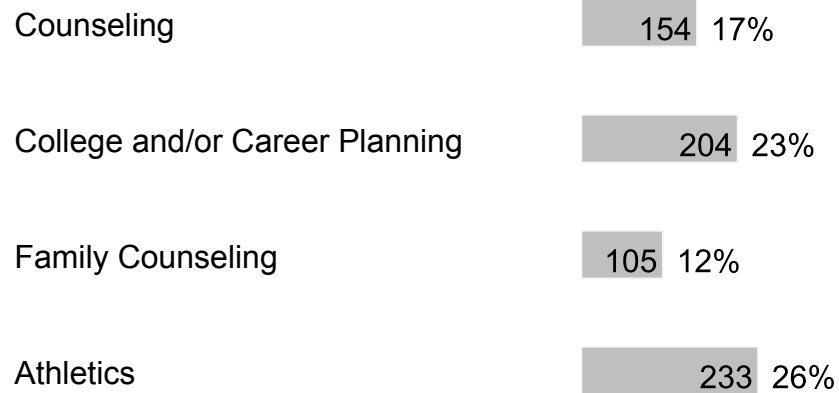 Counseling 154 17%
College and/or Career Planning 204 23%
Family Counseling 105 12%
Athletics 233 26%